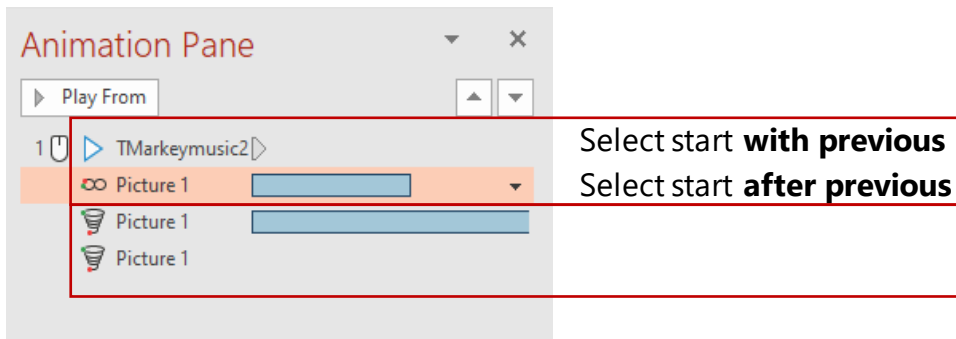 Animation Pane
Play From
1 TMarkeymusic2 Select start with previous
Picture 1 Select start after previous
Picture 1
Picture 1